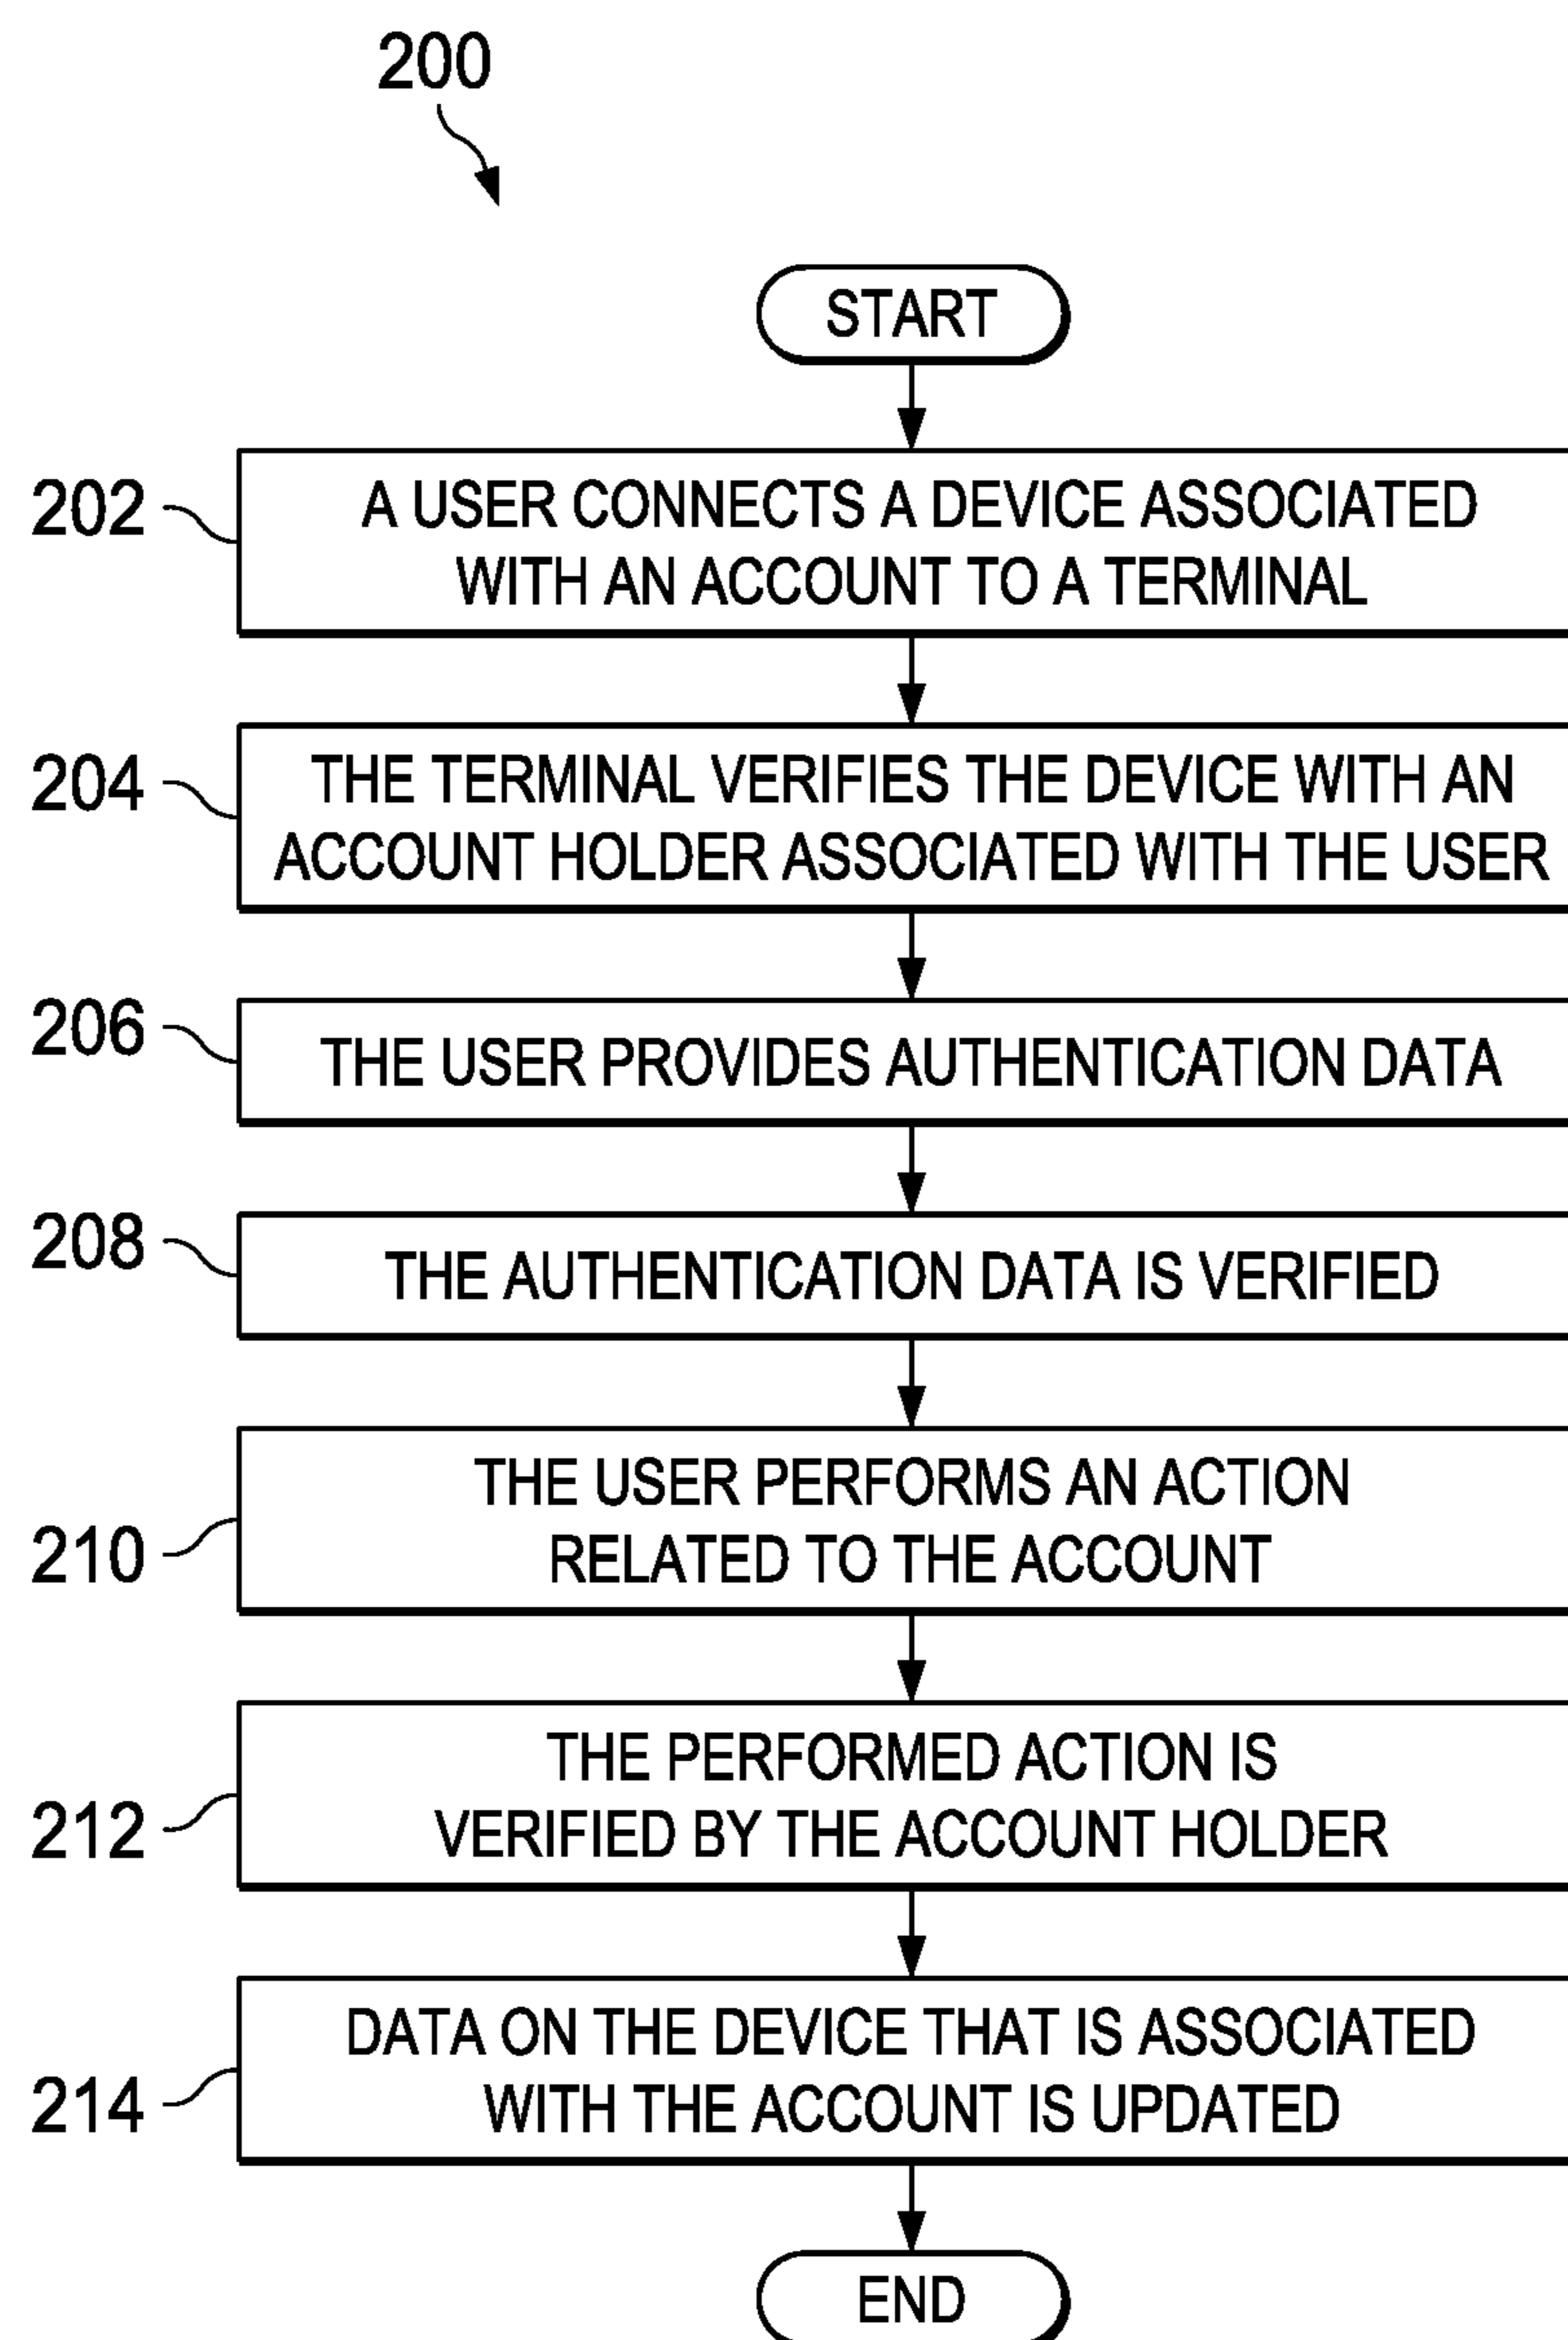 200
START
202
A USER CONNECTS A DEVICE ASSOCIATED
WITH AN ACCOUNT TO A TERMINAL
204
THE TERMINAL VERIFIES THE DEVICE WITH AN
ACCOUNT HOLDER ASSOCIATED WITH THE USER
206
THE USER PROVIDES AUTHENTICATION DATA
208
THE AUTHENTICATION DATA IS VERIFIED
210
THE USER PERFORMS AN ACTION
RELATED TO THE ACCOUNT
212
THE PERFORMED ACTION IS
VERIFIED BY THE ACCOUNT HOLDER
214
DATA ON THE DEVICE THAT IS ASSOCIATED
WITH THE ACCOUNT IS UPDATED
END